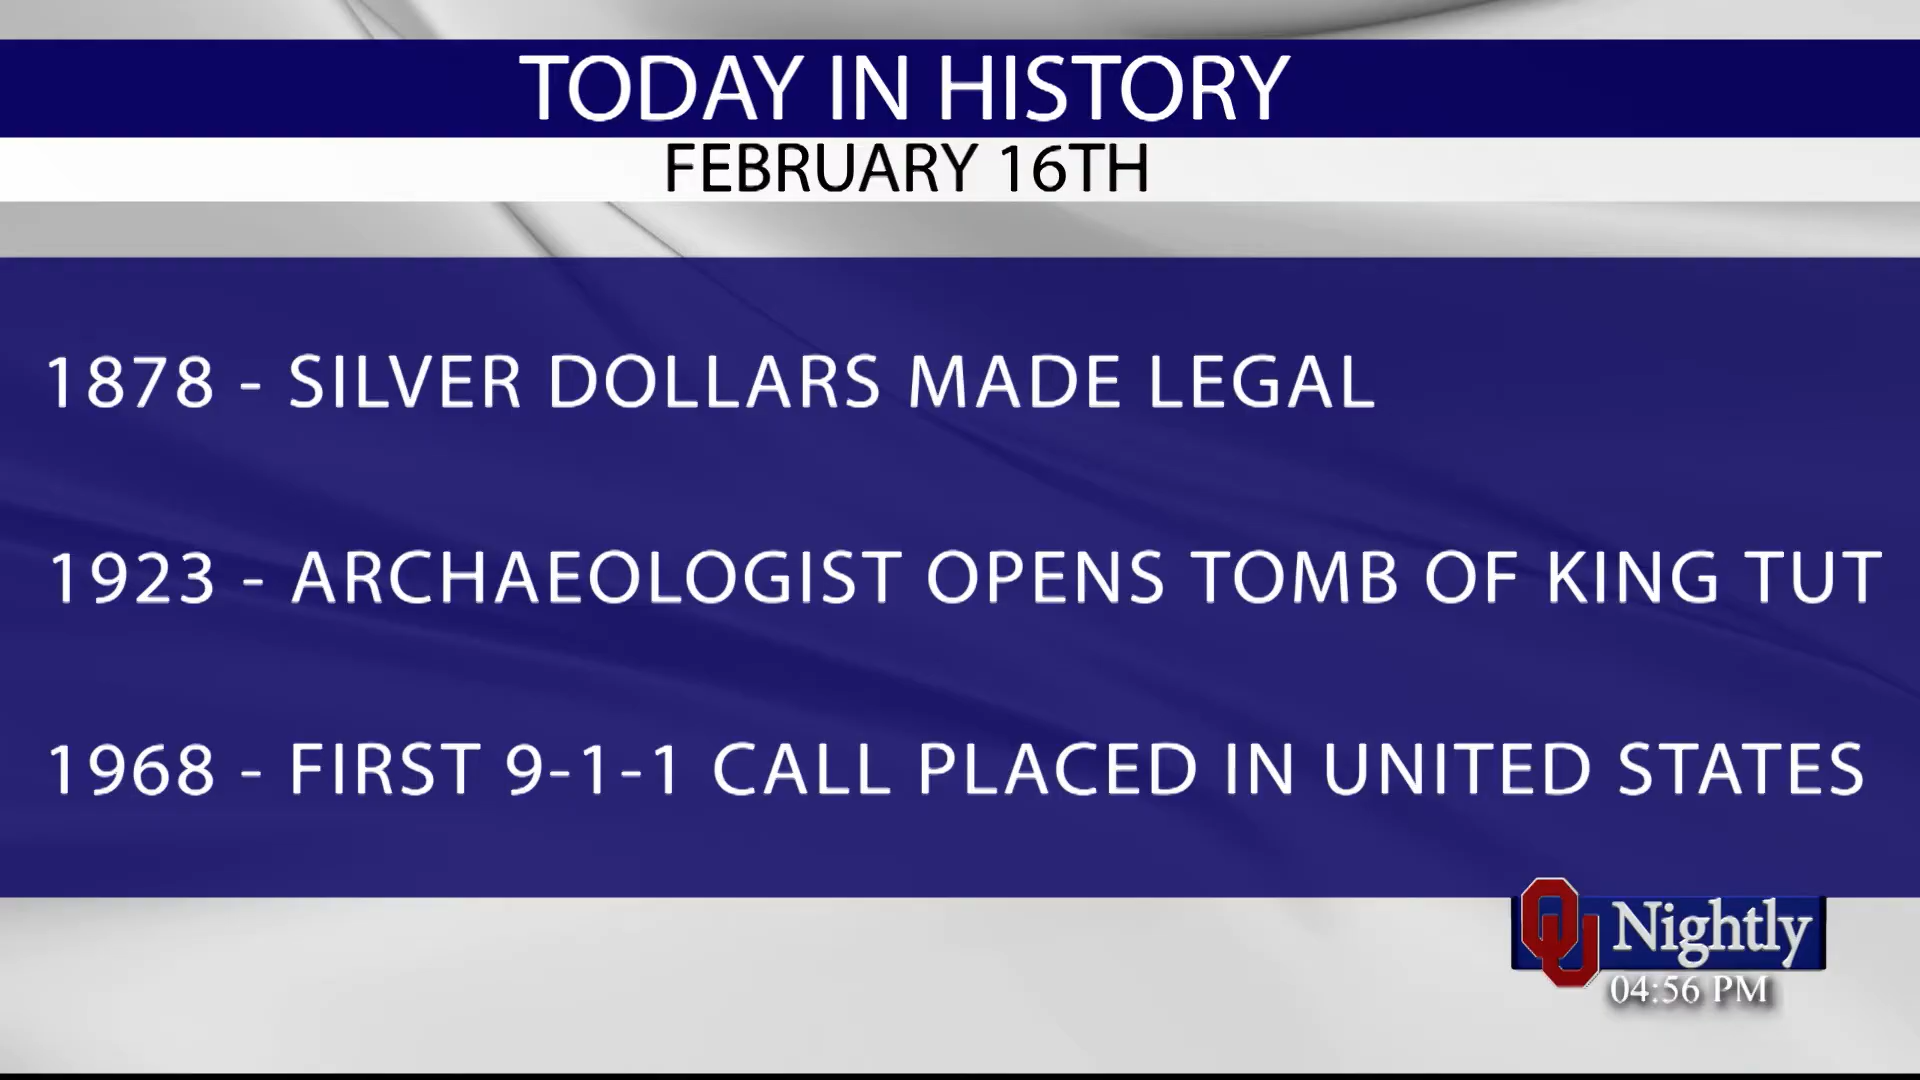 TODAY IN HISTORY
FEBRUARY 16TH
1878 - SILVER DOLLARS MADE LEGAL
1923 - ARCHAEOLOGIST OPENS TOMB OF KING TUT
1968 - FIRST 9-1-1 CALL PLACED IN UNITED STATES
OU Nightly
04:56 PM